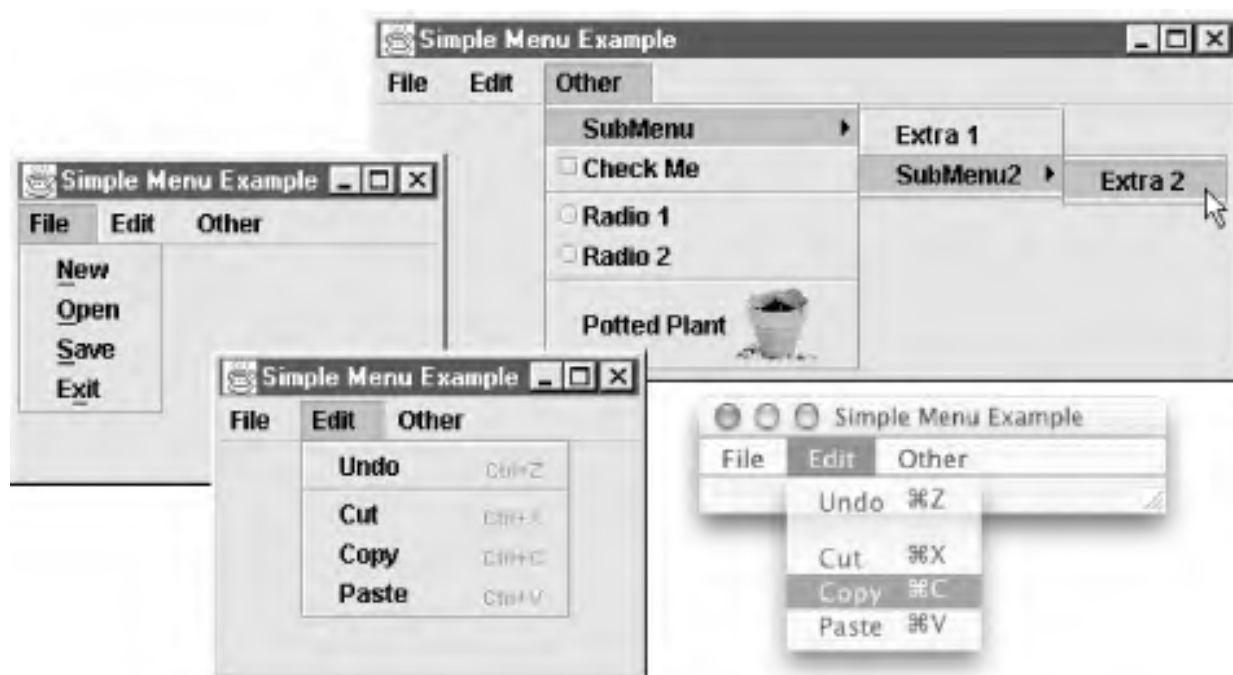 Simple Menu Example
File Edit Other
SubMenu
Check Me
Radio 1
Radio 2
Potted Plant
Extra 1
SubMenu2
Extra 2
Simple Menu Example
File Edit Other
New
Open
Save
Exit
Simple Menu Example
File Edit Other
Undo Ctrl+Z
Cut Ctrl+X
Copy Ctrl+C
Paste Ctrl+V
Simple Menu Example
File Edit Other
Undo ⌘Z
Cut ⌘X
Copy ⌘C
Paste ⌘V